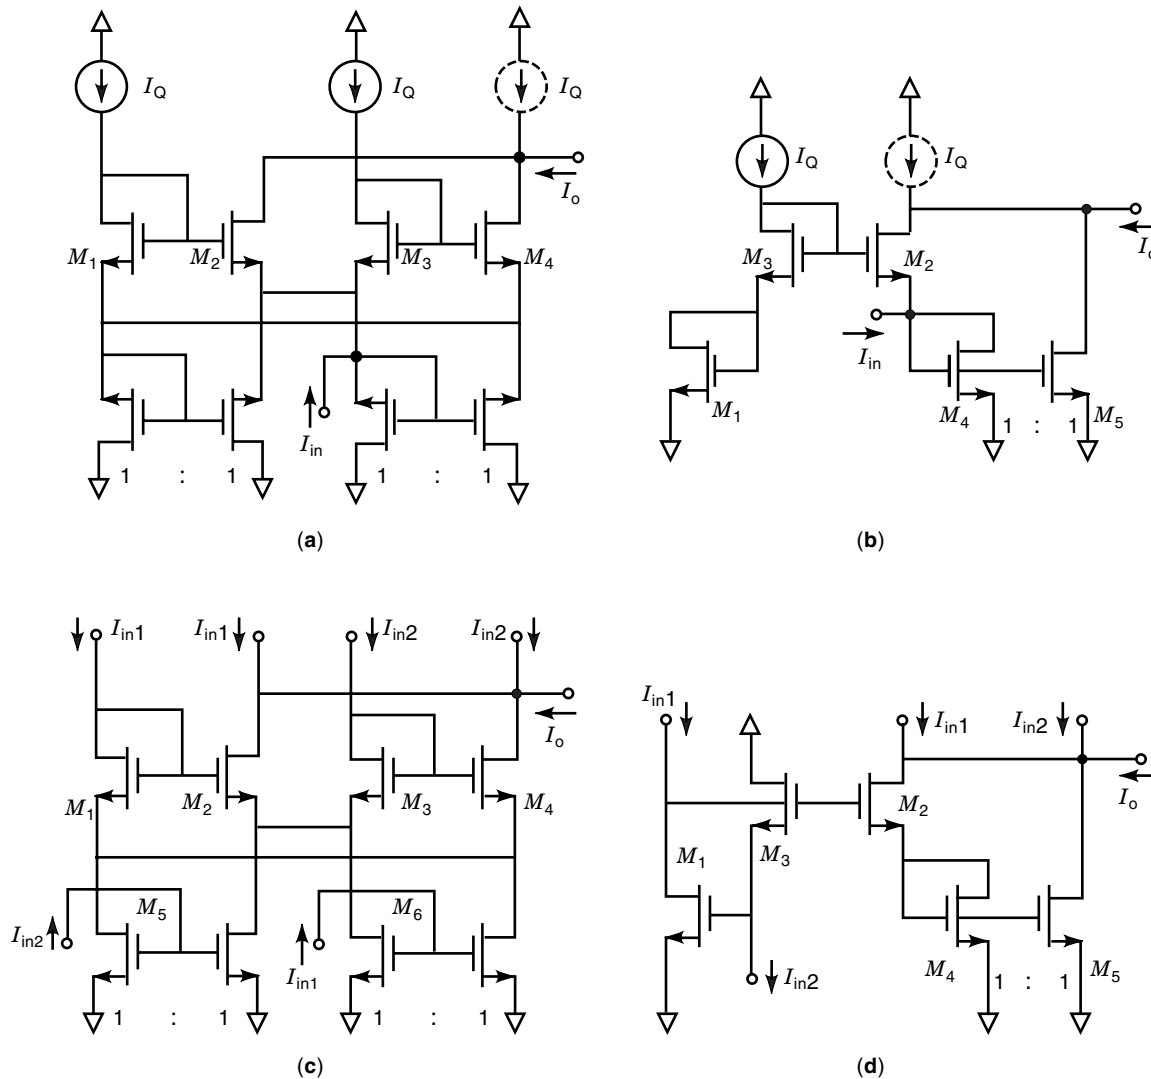 I_Q I_Q I_Q
I_o
M_1 M_2 M_3 M_4
I_in
1 : 1 1 : 1
(a)
I_Q I_Q
M_3 M_2
I_in
M_1 M_4 M_5
1 : 1
(b)
I_in1 I_in1 I_in2 I_in2
I_o
M_1 M_2 M_3 M_4
M_5 M_6
I_in2 I_in1
1 : 1 1 : 1
(c)
I_in1 I_in1 I_in2
I_o
M_2
M_1 M_3
I_in2
M_4 1 : 1 M_5
(d)